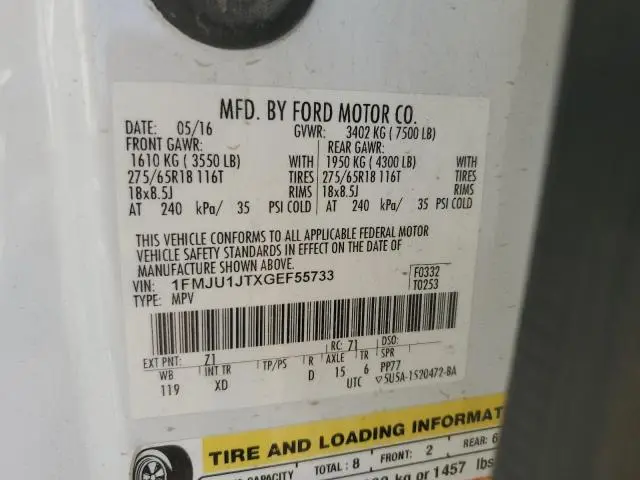 MFD. BY FORD MOTOR CO.
DATE: 05/16 GVWR: 3402 KG ( 7500 LB)
FRONT GAWR: REAR GAWR:
1610 KG ( 3550 LB) WITH 1950 KG ( 4300 LB) WITH
275/65R18 116T TIRES 275/65R18 116T TIRES
18x8.5J RIMS 18x8.5J RIMS
AT 240 kPa/ 35 PSI COLD AT 240 kPa/ 35 PSI COLD
THIS VEHICLE CONFORMS TO ALL APPLICABLE FEDERAL MOTOR
VEHICLE SAFETY STANDARDS IN EFFECT ON THE DATE OF
MANUFACTURE SHOWN ABOVE.
VIN: 1FMJU1JTXGEF55733 F0332
TYPE: MPV T0253
EXT PNT: Z1 RC: 71 DSO:
WB INT TR TP/PS R AXLE TR SPR
119 XD D 15 6 PP77
UTC ▽5U5A-1520472-BA
TIRE AND LOADING INFORMAT
CAPACITY TOTAL: 8 FRONT: 2 REAR: 6
kg or 1457 lbs